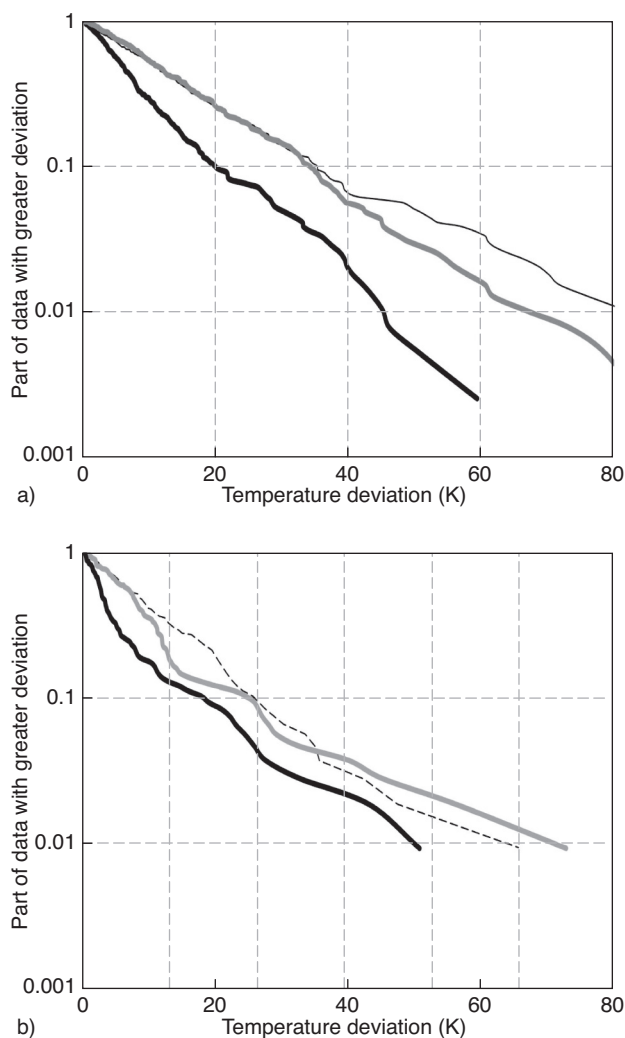 1
0.1
0.01
0.001
Part of data with greater deviation
0 20 40 60 80
a) Temperature deviation (K)
1
0.1
0.01
0.001
Part of data with greater deviation
0 20 40 60 80
b) Temperature deviation (K)